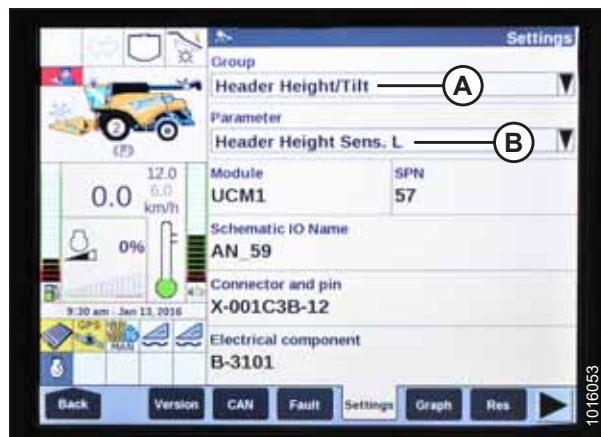 Settings
Group
Header Height/Tilt
A
Parameter
Header Height Sens. L
B
Module
SPN
UCM1
57
Schematic IO Name
AN_59
Connector and pin
X-001C3B-12
Electrical component
B-3101
2
(P)
12.0
0.0
6.0
km/h
0%
9:30 am - Jan 13, 2016
GPS
MAN
Back
Version
CAN
Fault
Settings
Graph
Res
1016053